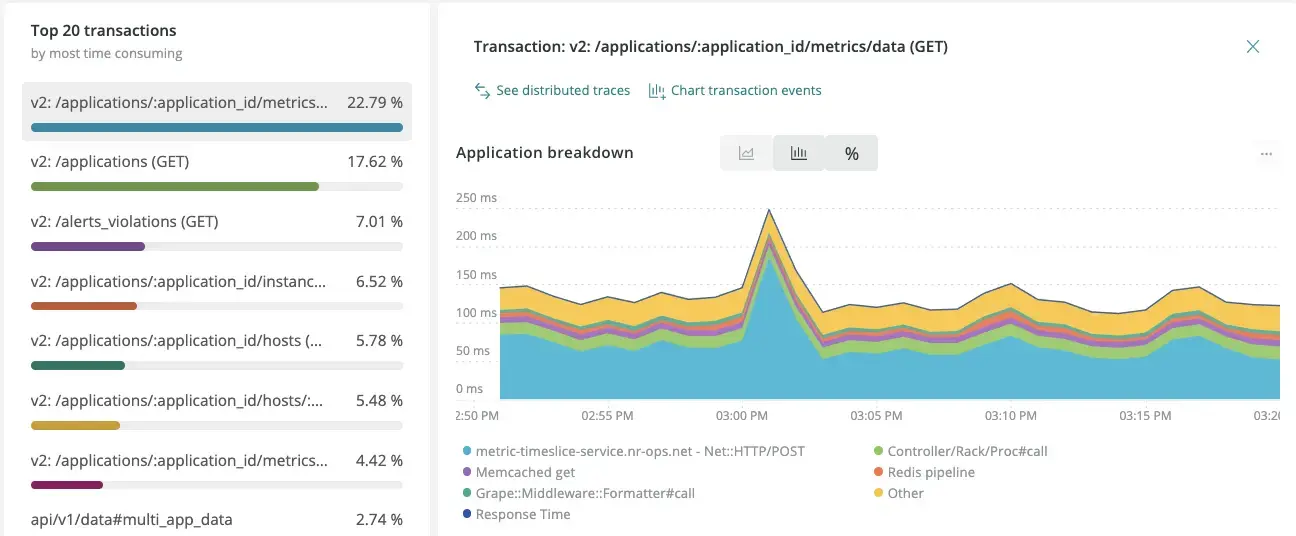 Top 20 transactions
by most time consuming
v2: /applications/:application_id/metrics... 22.79 %
v2: /applications (GET) 17.62 %
v2: /alerts_violations (GET) 7.01 %
v2: /applications/:application_id/instanc... 6.52 %
v2: /applications/:application_id/hosts (... 5.78 %
v2: /applications/:application_id/hosts/:... 5.48 %
v2: /applications/:application_id/metrics... 4.42 %
api/v1/data#multi_app_data 2.74 %
Transaction: v2: /applications/:application_id/metrics/data (GET)
See distributed traces Chart transaction events
Application breakdown
%
...
250 ms
200 ms
150 ms
100 ms
50 ms
0 ms
2:50 PM 02:55 PM 03:00 PM 03:05 PM 03:10 PM 03:15 PM 03:20
metric-timeslice-service.nr-ops.net - Net::HTTP/POST Controller/Rack/Proc#call
Memcached get Redis pipeline
Grape::Middleware::Formatter#call Other
Response Time